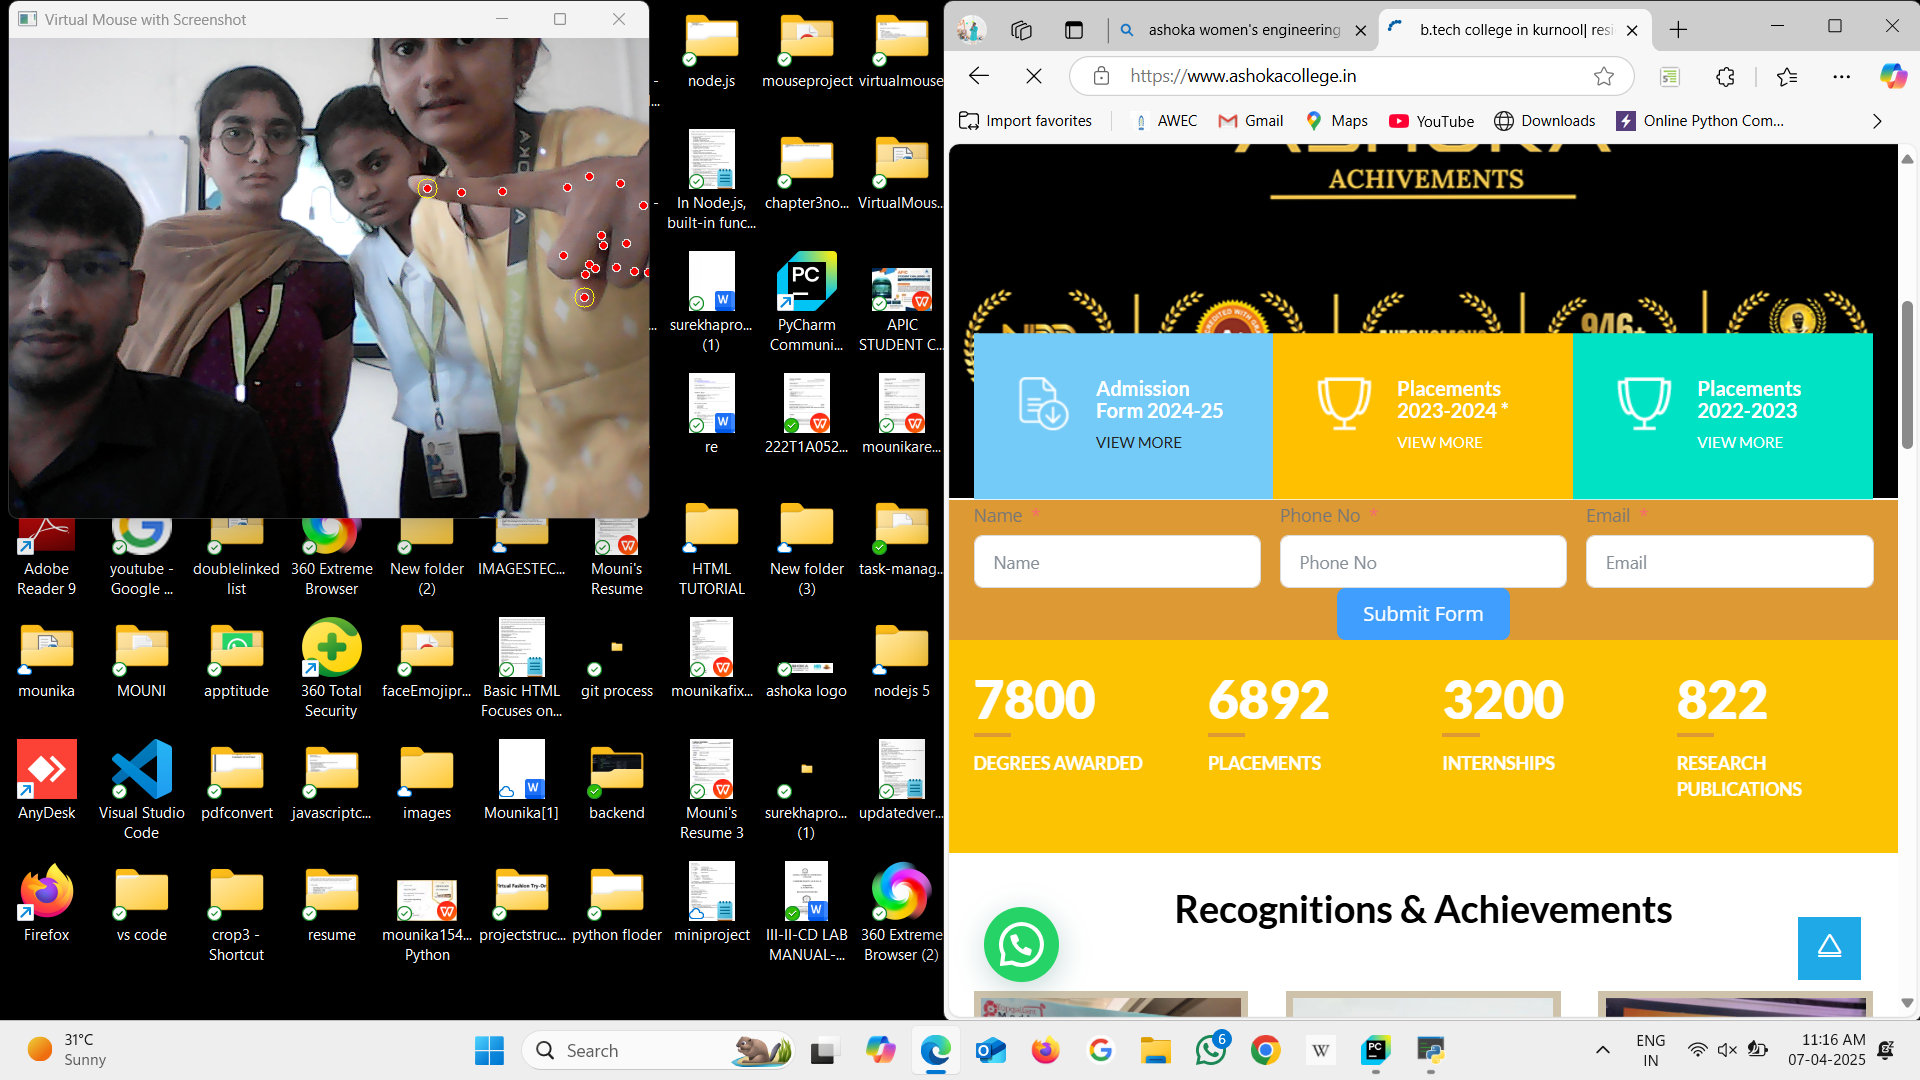 Virtual Mouse with Screenshot
node.js
mouseproject
virtualmouse
In Node.js,
built-in func...
chapter3no...
VirtualMous...
surekhapro...
(1)
PyCharm
Communi...
APIC
STUDENT C...
re
222T1A052...
mounikare...
Adobe
Reader 9
youtube -
Google ...
doublelinked
list
360 Extreme
Browser
New folder
(2)
IMAGESTEC...
Mouni's
Resume
HTML
TUTORIAL
New folder
(3)
task-manag...
mounika
MOUNI
apptitude
360 Total
Security
faceEmojipr...
Basic HTML
Focuses on...
git process
mounikafix...
ashoka logo
nodejs 5
AnyDesk
Visual Studio
Code
pdfconvert
javascriptc...
images
Mounika[1]
backend
Mouni's
Resume 3
surekhapro...
(1)
updatedver...
Firefox
vs code
crop3 -
Shortcut
resume
mounika154...
Python
projectstruc...
python floder
miniproject
III-II-CD LAB
MANUAL-...
360 Extreme
Browser (2)
ashoka women's engineering
b.tech college in kurnool| resi
https://www.ashokacollege.in
Import favorites
AWEC
Gmail
Maps
YouTube
Downloads
Online Python Com...
ASHOKA
ACHIVEMENTS
946+
Admission
Form 2024-25
VIEW MORE
Placements
2023-2024 *
VIEW MORE
Placements
2022-2023
VIEW MORE
Name *
Phone No *
Email *
Name
Phone No
Email
Submit Form
7800
6892
3200
822
DEGREES AWARDED
PLACEMENTS
INTERNSHIPS
RESEARCH
PUBLICATIONS
Recognitions & Achievements
31°C
Sunny
Search
6
ENG
IN
11:16 AM
07-04-2025